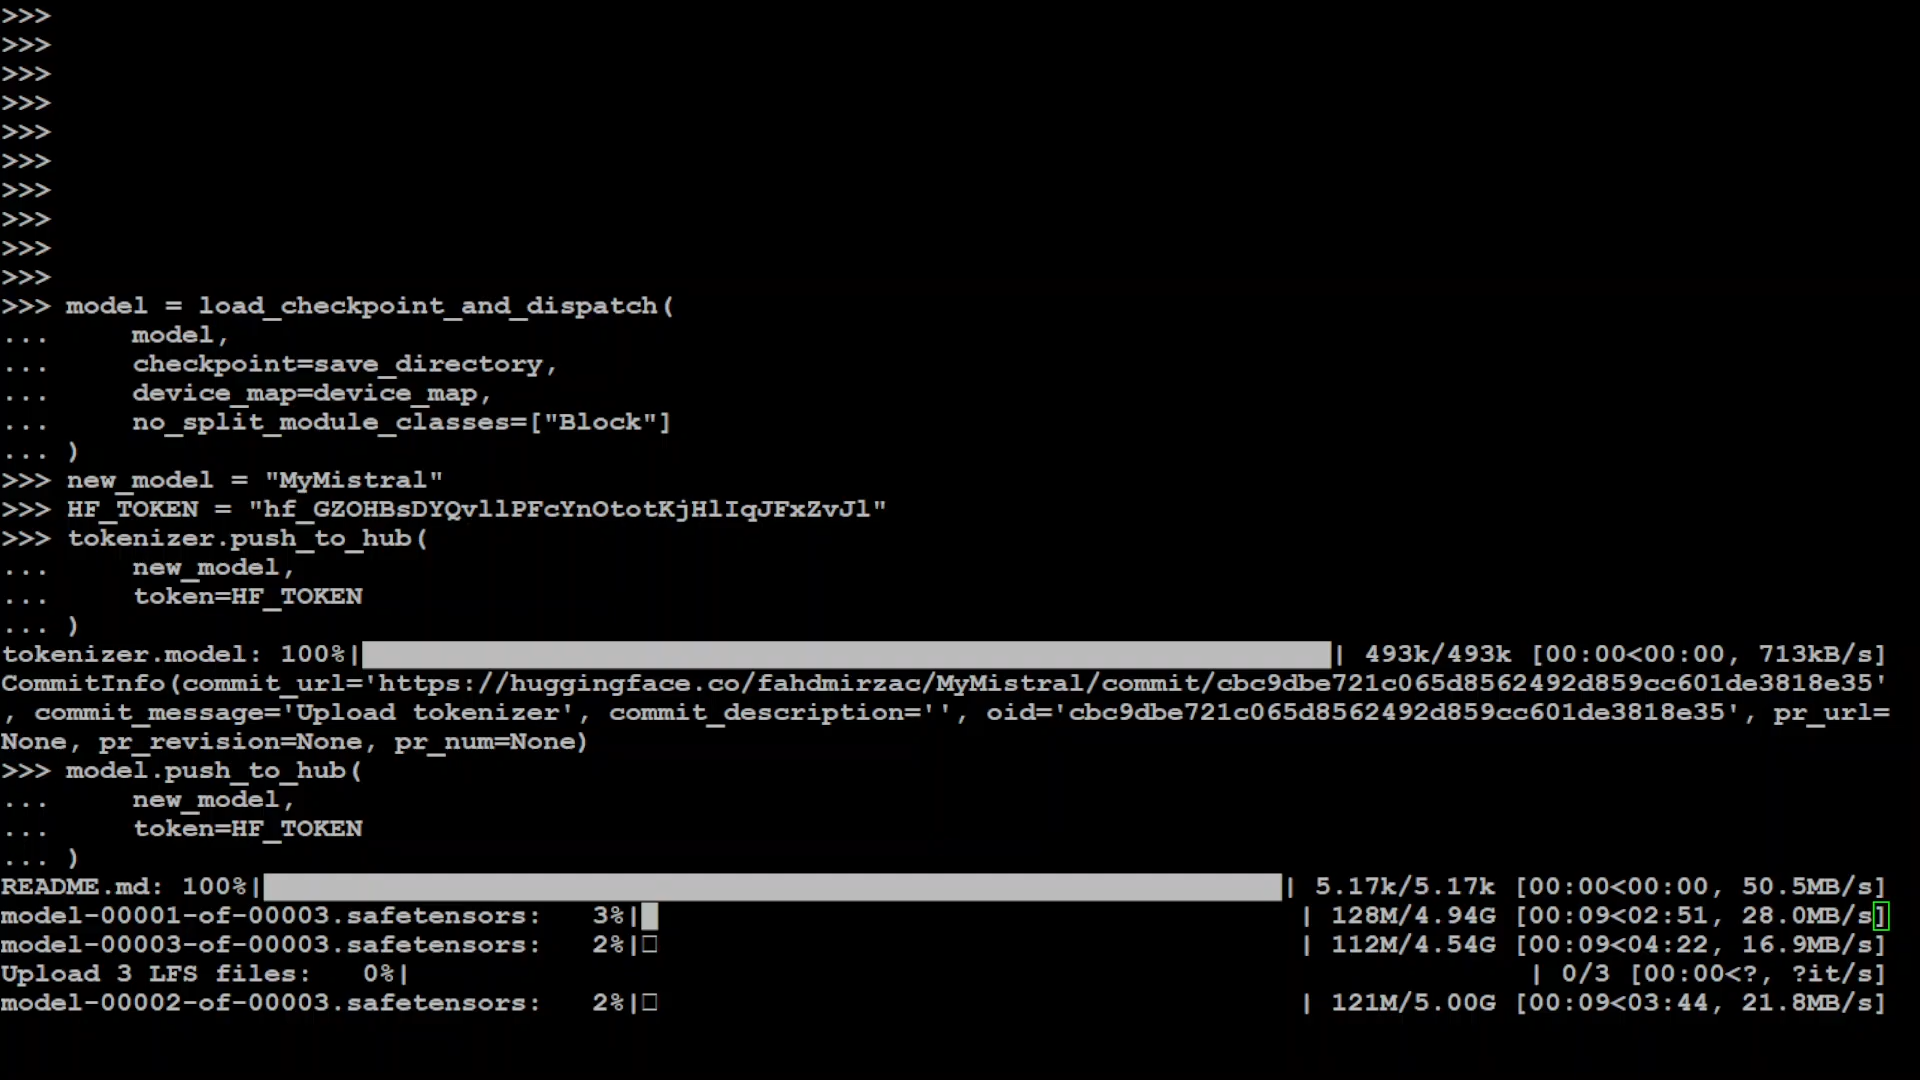 >>>
>>>
>>>
>>>
>>>
>>>
>>>
>>>
>>>
>>>
>>> model = load_checkpoint_and_dispatch(
...     model,
...     checkpoint=save_directory,
...     device_map=device_map,
...     no_split_module_classes=["Block"]
... )
>>> new_model = "MyMistral"
>>> HF_TOKEN = "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"
>>> tokenizer.push_to_hub(
...     new_model,
...     token=HF_TOKEN
... )
tokenizer.model: 100%| | 493k/493k [00:00<00:00, 713kB/s]
CommitInfo(commit_url='https://huggingface.co/fahdmirzac/MyMistral/commit/cbc9dbe721c065d8562492d859cc601de3818e35'
, commit_message='Upload tokenizer', commit_description='', oid='cbc9dbe721c065d8562492d859cc601de3818e35', pr_url=
None, pr_revision=None, pr_num=None)
>>> model.push_to_hub(
...     new_model,
...     token=HF_TOKEN
... )
README.md: 100%| | 5.17k/5.17k [00:00<00:00, 50.5MB/s]
model-00001-of-00003.safetensors:   3%| | 128M/4.94G [00:09<02:51, 28.0MB/s]
model-00003-of-00003.safetensors:   2%| | 112M/4.54G [00:09<04:22, 16.9MB/s]
Upload 3 LFS files:   0%| | 0/3 [00:00<?, ?it/s]
model-00002-of-00003.safetensors:   2%| | 121M/5.00G [00:09<03:44, 21.8MB/s]